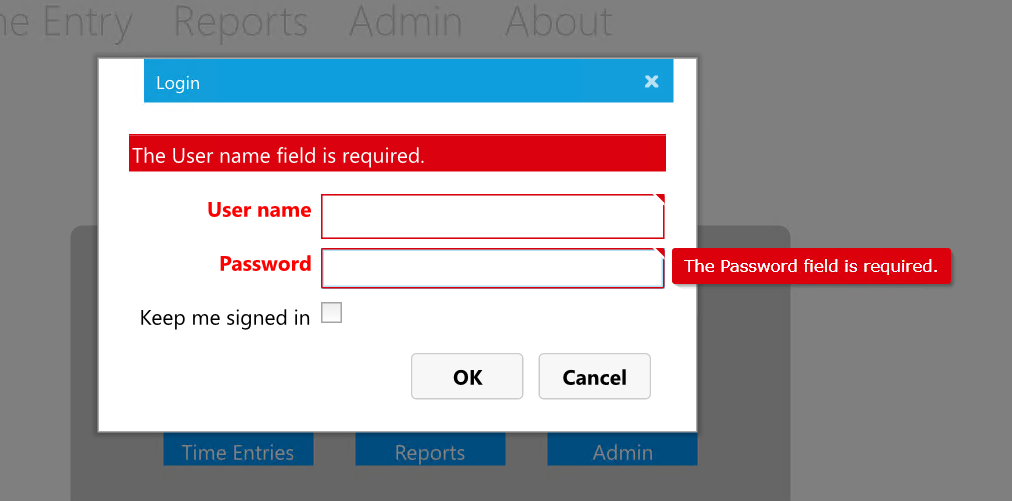 Entry Reports Admin About
Login
The User name field is required.
User name
Password
The Password field is required.
Keep me signed in
OK Cancel
Time Entries Reports Admin